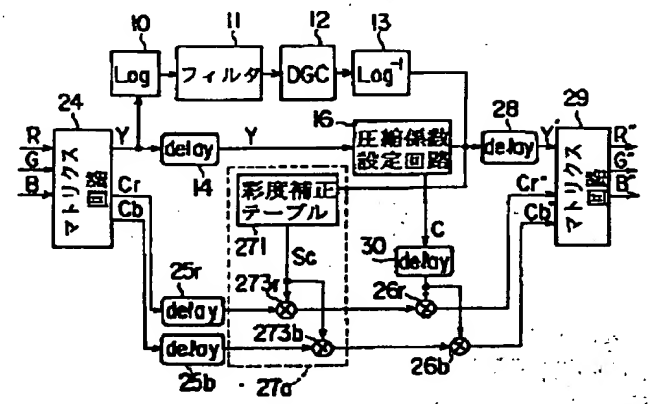 10
11
12
13
Log
フィルタ
DGC
Log⁻¹
24
R
G
B
マトリクス
回路
Y
delay
14
Y
16
圧縮係数
設定回路
28
delay
Y'
29
マトリクス
回路
R"
G"
B"
Cr
Cb
彩度補正
テーブル
271
Sc
C
30
delay
Cr"
Cb"
25r
delay
273r
26r
delay
25b
273b
26b
27a